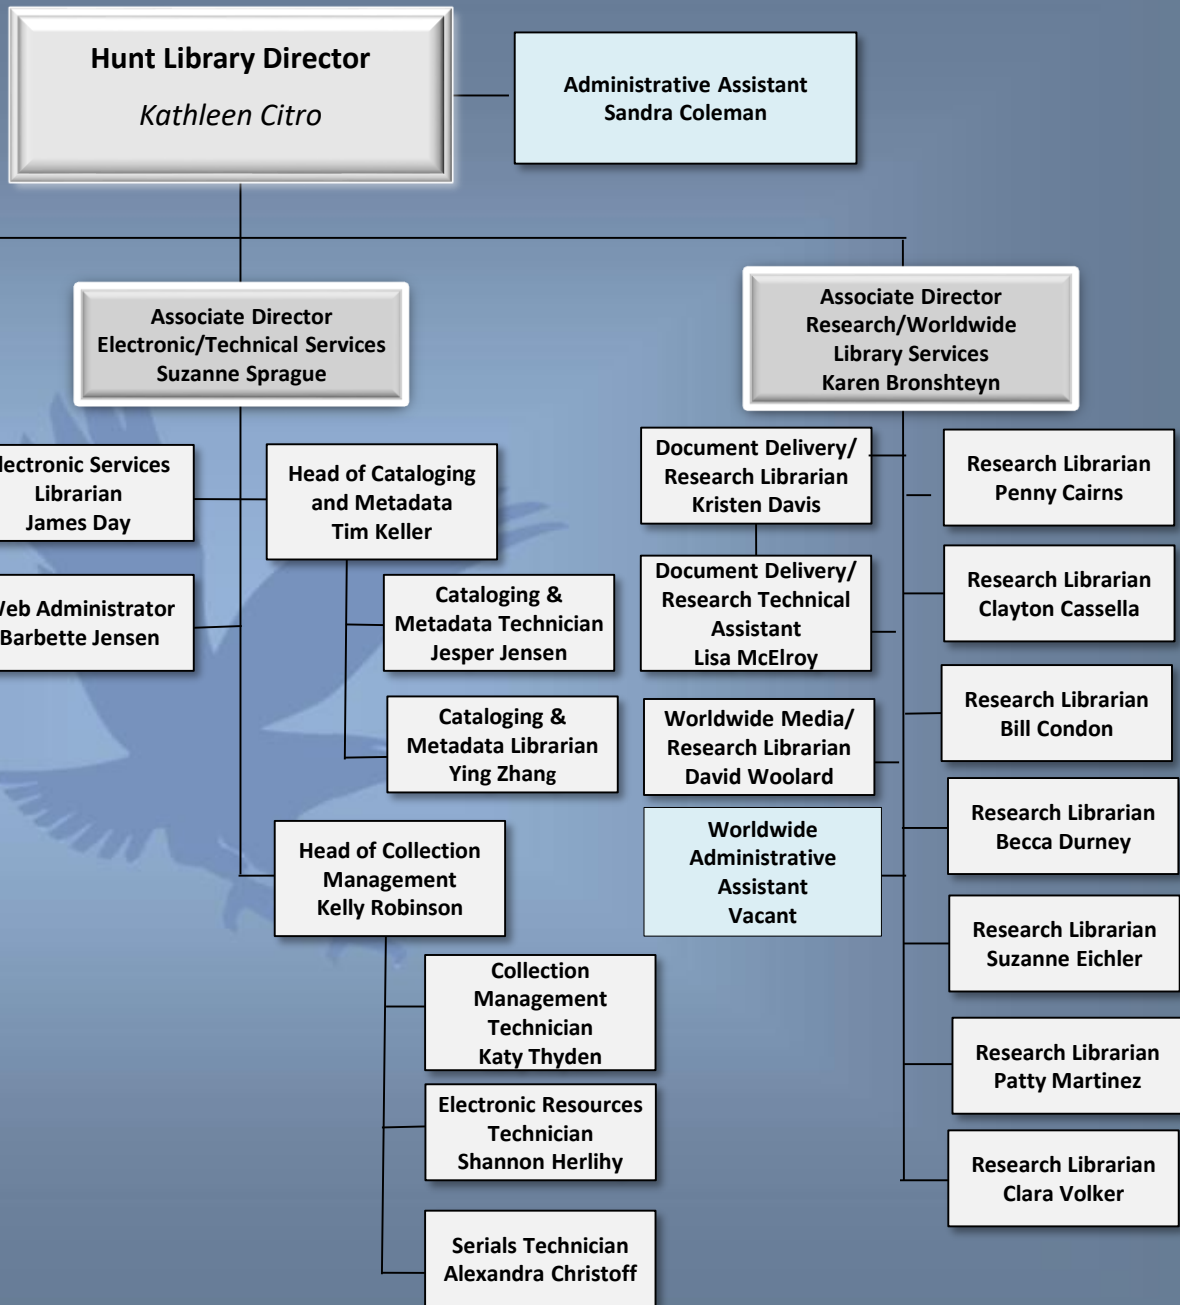 Hunt Library Director
Kathleen Citro
Administrative Assistant
Sandra Coleman
Associate Director
Electronic/Technical Services
Suzanne Sprague
Associate Director
Research/Worldwide
Library Services
Karen Bronshteyn
lectronic Services
Librarian
James Day
Web Administrator
Barbette Jensen
Head of Cataloging
and Metadata
Tim Keller
Cataloging &
Metadata Technician
Jesper Jensen
Cataloging &
Metadata Librarian
Ying Zhang
Head of Collection
Management
Kelly Robinson
Collection
Management
Technician
Katy Thyden
Electronic Resources
Technician
Shannon Herlihy
Serials Technician
Alexandra Christoff
Document Delivery/
Research Librarian
Kristen Davis
Document Delivery/
Research Technical
Assistant
Lisa McElroy
Worldwide Media/
Research Librarian
David Woolard
Worldwide
Administrative
Assistant
Vacant
Research Librarian
Penny Cairns
Research Librarian
Clayton Cassella
Research Librarian
Bill Condon
Research Librarian
Becca Durney
Research Librarian
Suzanne Eichler
Research Librarian
Patty Martinez
Research Librarian
Clara Volker